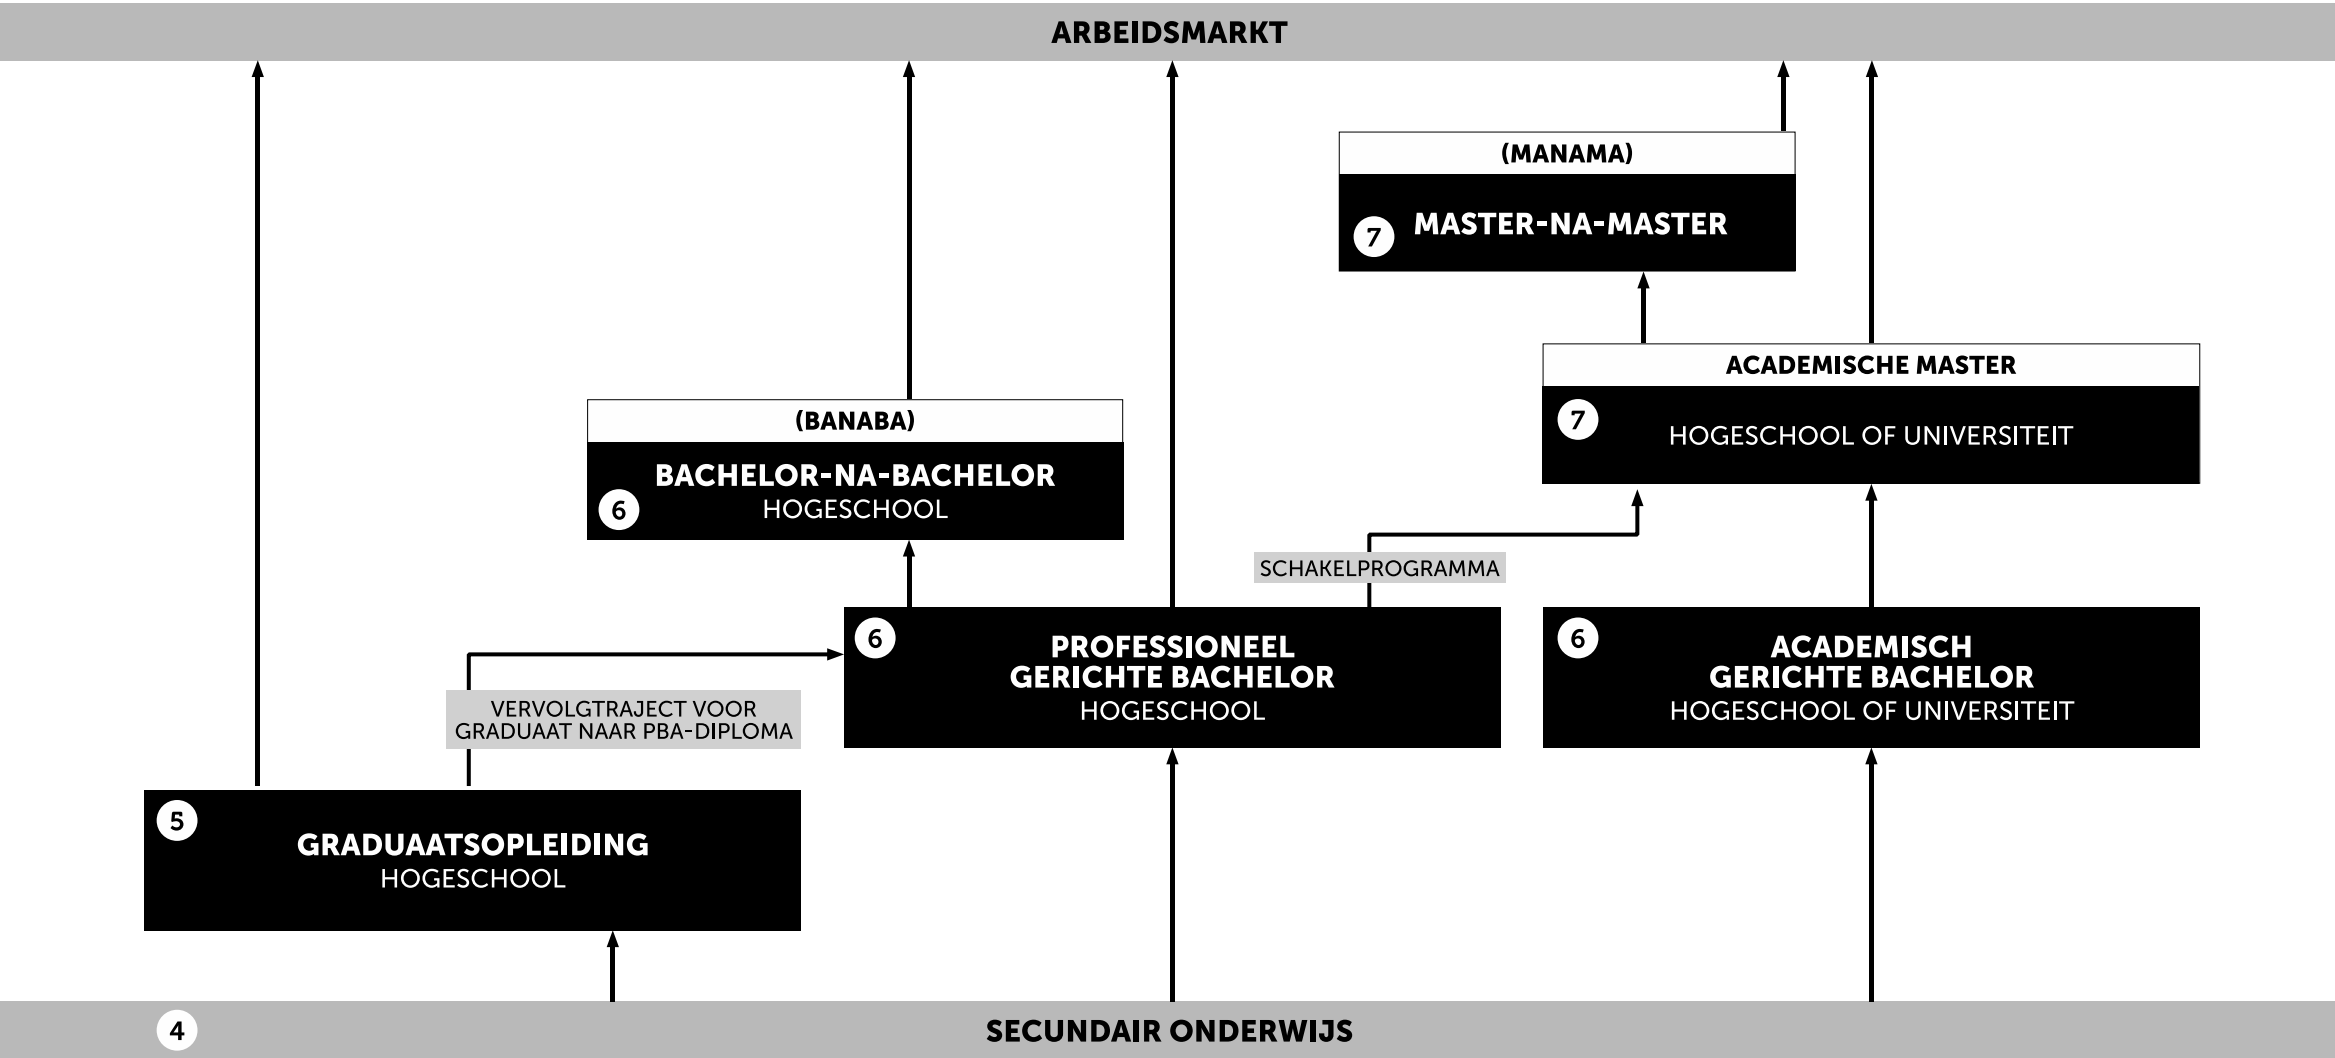 ARBEIDSMARKT
(MANAMA)
7 MASTER-NA-MASTER
ACADEMISCHE MASTER
7
HOGESCHOOL OF UNIVERSITEIT
(BANABA)
BACHELOR-NA-BACHELOR
6 HOGESCHOOL
SCHAKELPROGRAMMA
6
PROFESSIONEEL
GERICHTE BACHELOR
HOGESCHOOL
6
ACADEMISCH
GERICHTE BACHELOR
HOGESCHOOL OF UNIVERSITEIT
VERVOLGTRAJECT VOOR
GRADUAAT NAAR PBA-DIPLOMA
5
GRADUAATSOPLEIDING
HOGESCHOOL
4 SECUNDAIR ONDERWIJS